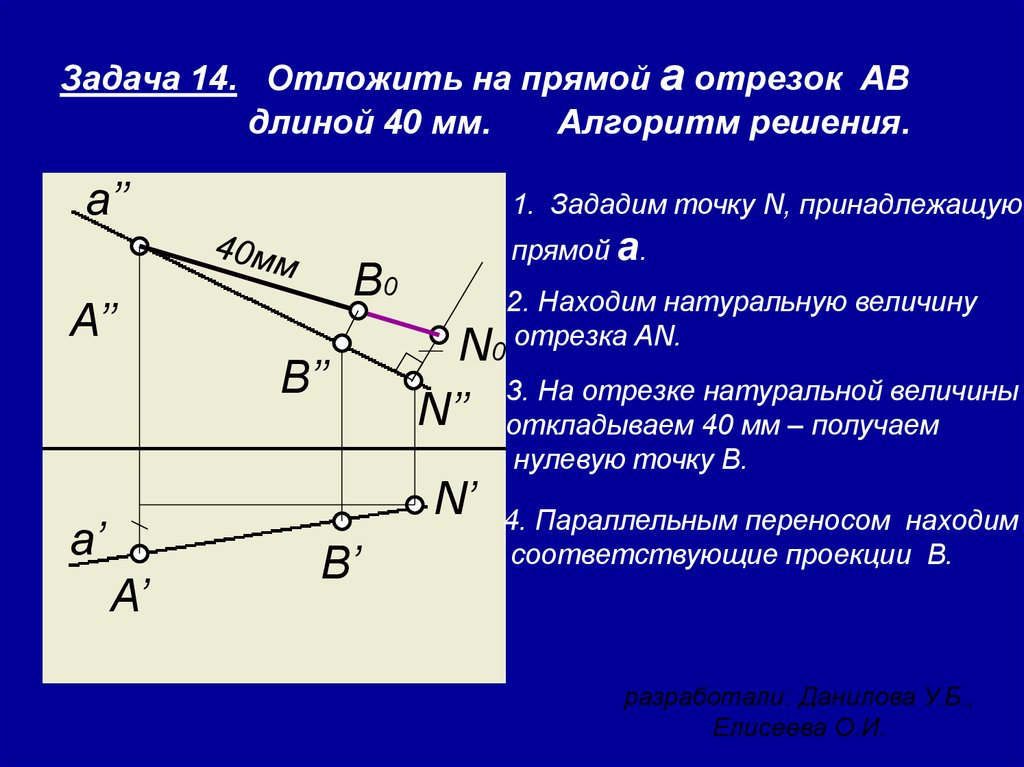 Задача 14. Отложить на прямой a отрезок АВ
длиной 40 мм. Алгоритм решения.
a’’
40мм
B0
A’’
N0
B’’
N’’
N’
a’
B’
A’
1. Зададим точку N, принадлежащую
прямой a.
2. Находим натуральную величину
отрезка AN.
3. На отрезке натуральной величины
откладываем 40 мм – получаем
нулевую точку В.
4. Параллельным переносом находим
соответствующие проекции В.
разработали: Данилова У.Б.,
Елисеева О.И.